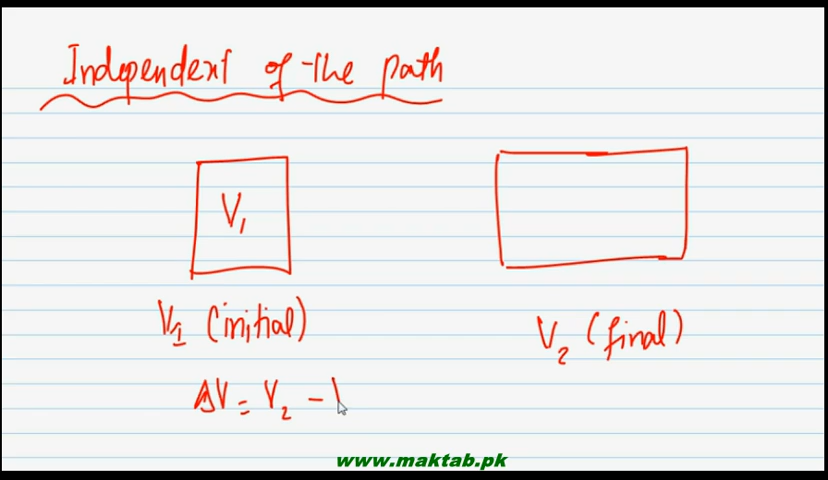 Independent of the path
V₁
V₁ (initial) V₂ (final)
ΔV = V₂ - \
www.maktab.pk